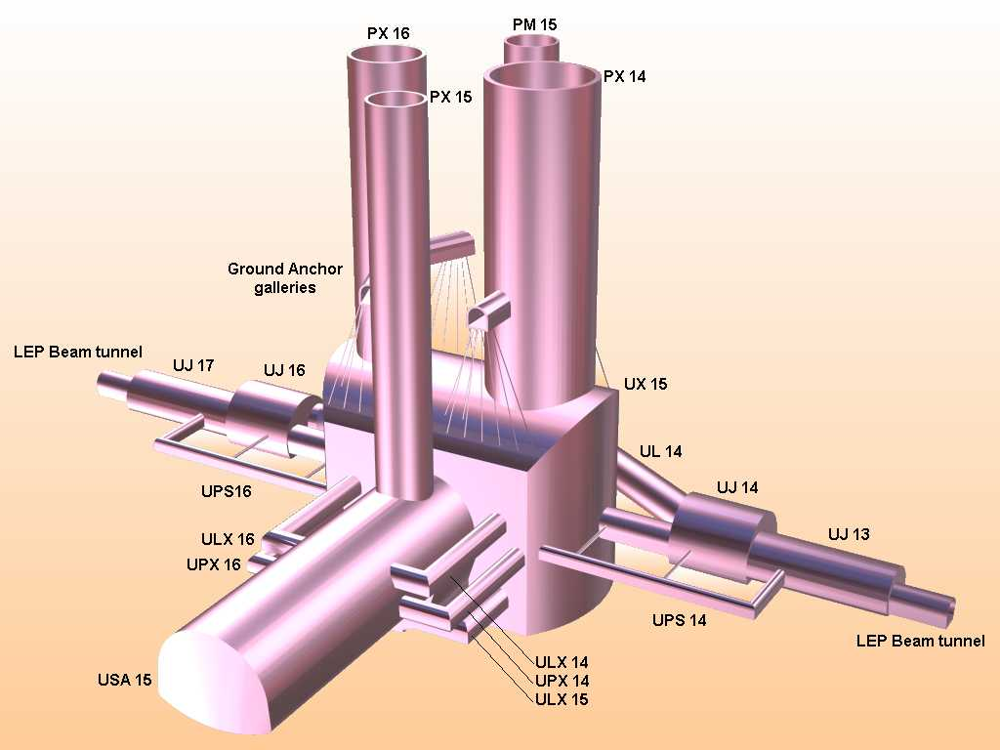 PM 15
PX 16
PX 14
PX 15
Ground Anchor
galleries
LEP Beam tunnel
UJ 17
UJ 16
UX 15
UL 14
UJ 14
UPS16
UJ 13
ULX 16
UPX 16
UPS 14
LEP Beam tunnel
ULX 14
USA 15
UPX 14
ULX 15